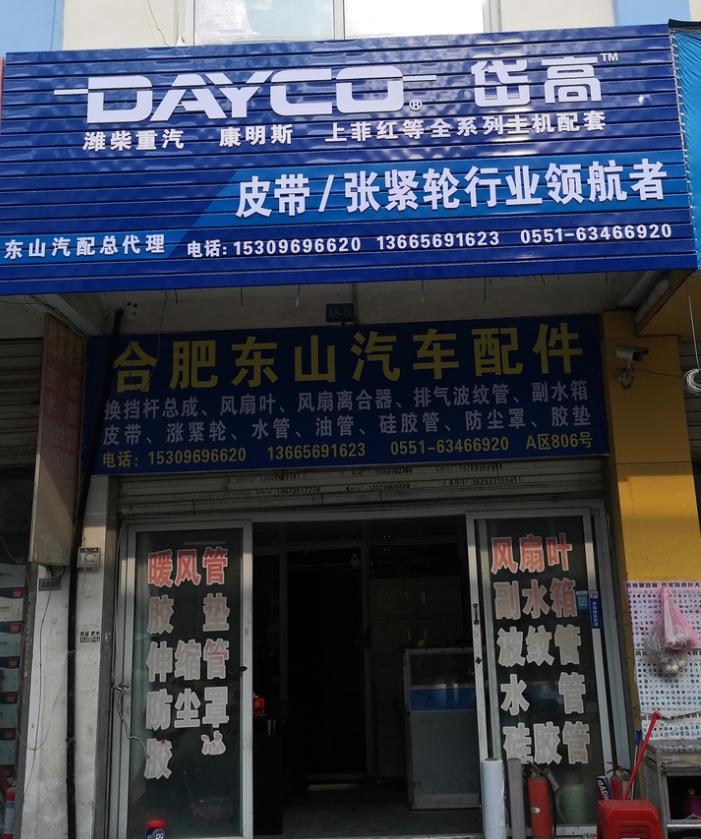 DAYCO® 岱高™
潍柴重汽 康明斯 上菲红等全系列主机配套
皮带/张紧轮行业领航者
东山汽配总代理 电话:15309696620 13665691623 0551-63466920
合肥东山汽车配件
换挡杆总成、风扇叶、风扇离合器、排气波纹管、副水箱
皮带、涨紧轮、水管、油管、硅胶管、防尘罩、胶垫
电话:15309696620 13665691623 0551-63466920 A区806号
暖风管
胶垫
伸缩管
防尘罩
胶
风扇叶
副水箱
波纹管
水管
硅胶管